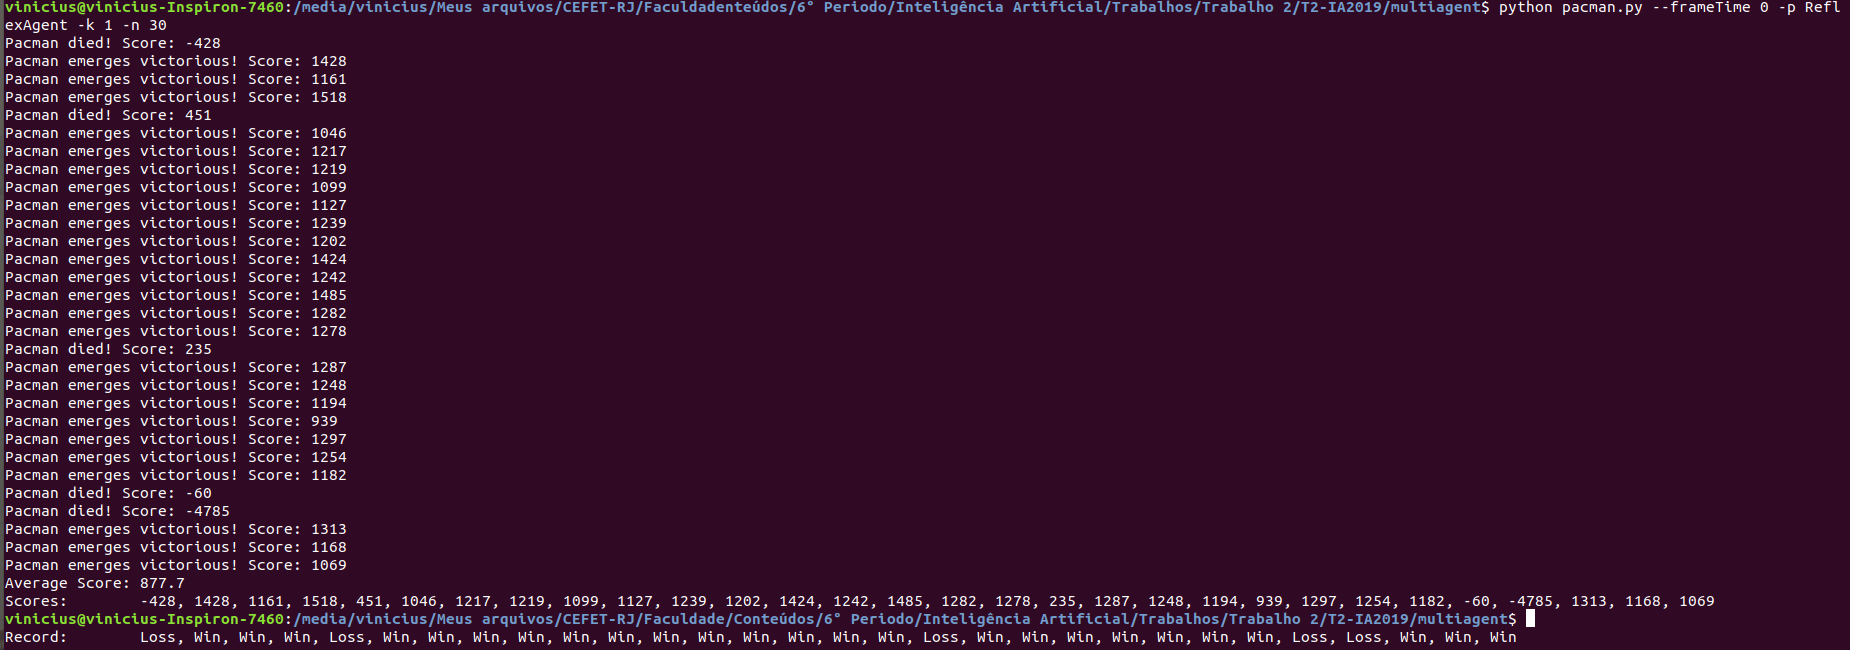 vinicius@vinicius-Inspiron-7460:/media/vinicius/Meus arquivos/CEFET-RJ/Faculdadenteúdos/6° Periodo/Inteligência Artificial/Trabalhos/Trabalho 2/T2-IA2019/multiagent$ python pacman.py --frameTime 0 -p Refl
exAgent -k 1 -n 30
Pacman died! Score: -428
Pacman emerges victorious! Score: 1428
Pacman emerges victorious! Score: 1161
Pacman emerges victorious! Score: 1518
Pacman died! Score: 451
Pacman emerges victorious! Score: 1046
Pacman emerges victorious! Score: 1217
Pacman emerges victorious! Score: 1219
Pacman emerges victorious! Score: 1099
Pacman emerges victorious! Score: 1127
Pacman emerges victorious! Score: 1239
Pacman emerges victorious! Score: 1202
Pacman emerges victorious! Score: 1424
Pacman emerges victorious! Score: 1242
Pacman emerges victorious! Score: 1485
Pacman emerges victorious! Score: 1282
Pacman emerges victorious! Score: 1278
Pacman died! Score: 235
Pacman emerges victorious! Score: 1287
Pacman emerges victorious! Score: 1248
Pacman emerges victorious! Score: 1194
Pacman emerges victorious! Score: 939
Pacman emerges victorious! Score: 1297
Pacman emerges victorious! Score: 1254
Pacman emerges victorious! Score: 1182
Pacman died! Score: -60
Pacman died! Score: -4785
Pacman emerges victorious! Score: 1313
Pacman emerges victorious! Score: 1168
Pacman emerges victorious! Score: 1069
Average Score: 877.7
Scores:        -428, 1428, 1161, 1518, 451, 1046, 1217, 1219, 1099, 1127, 1239, 1202, 1424, 1242, 1485, 1282, 1278, 235, 1287, 1248, 1194, 939, 1297, 1254, 1182, -60, -4785, 1313, 1168, 1069
vinicius@vinicius-Inspiron-7460:/media/vinicius/Meus arquivos/CEFET-RJ/Faculdade/Conteúdos/6° Periodo/Inteligência Artificial/Trabalhos/Trabalho 2/T2-IA2019/multiagent$
Record:        Loss, Win, Win, Win, Loss, Win, Win, Win, Win, Win, Win, Win, Win, Win, Win, Win, Win, Loss, Win, Win, Win, Win, Win, Win, Win, Loss, Loss, Win, Win, Win